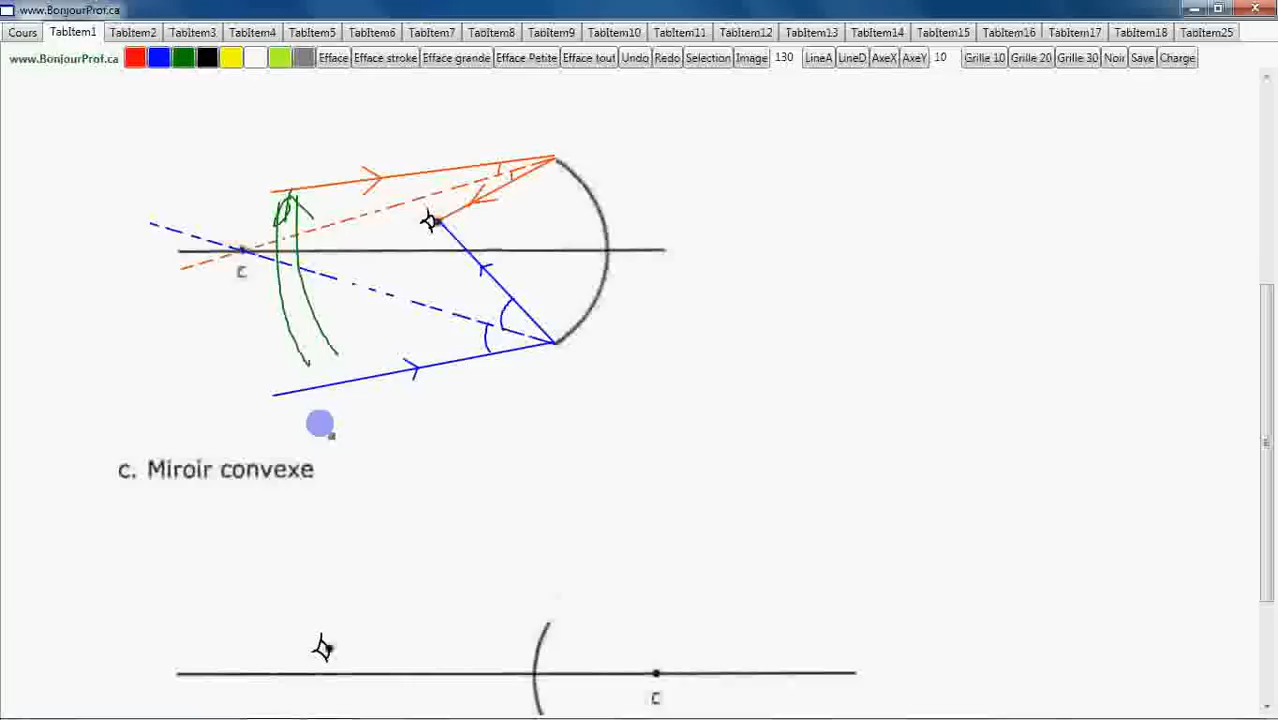 www.BonjourProf.ca
Cours TabItem1 TabItem2 TabItem3 TabItem4 TabItem5 TabItem6 TabItem7 TabItem8 TabItem9 TabItem10 TabItem11 TabItem12 TabItem13 TabItem14 TabItem15 TabItem16 TabItem17 TabItem18 TabItem25
www.BonjourProf.ca Efface Efface stroke Efface grande Efface Petite Efface tout Undo Redo Selection Image 130 LineA LineD AxeX AxeY 10 Grille 10 Grille 20 Grille 30 Noir Save Charge
c
c. Miroir convexe
c